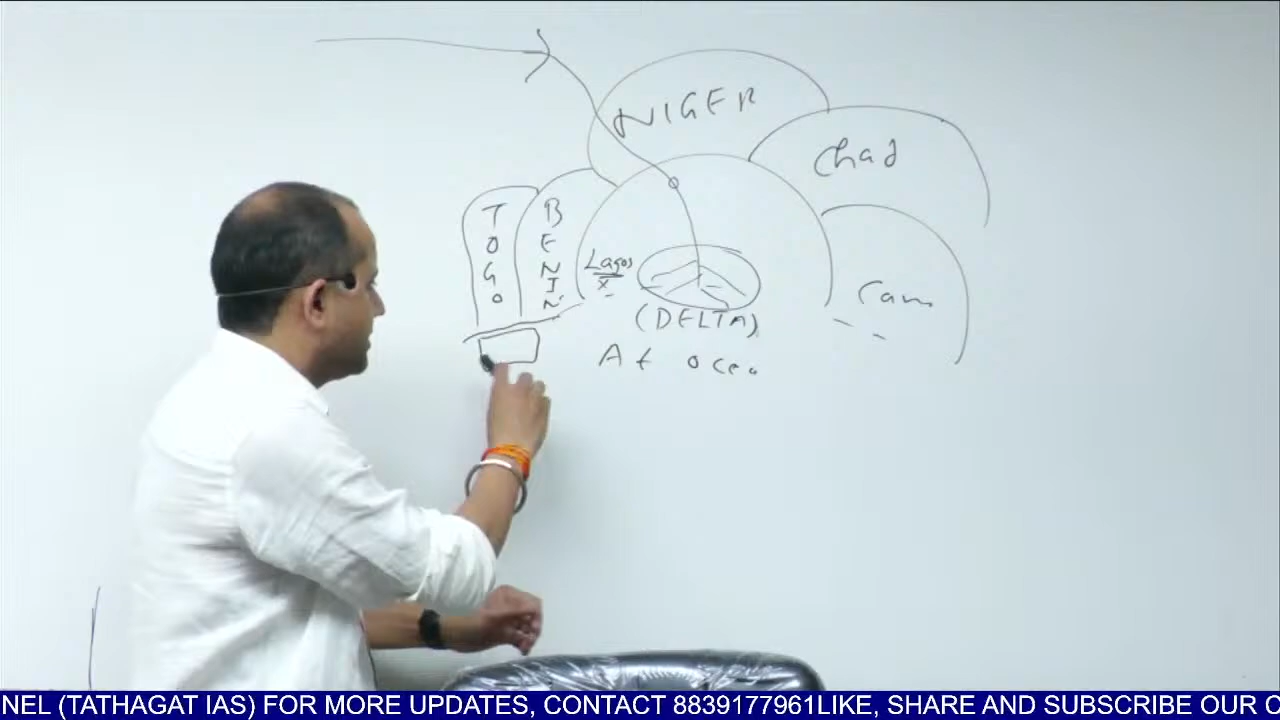 NIGER
Chad
TOGO
BENIN
Lagos
x
Cam
(DELTA)
At Ocea
NEL (TATHAGAT IAS) FOR MORE UPDATES, CONTACT 8839177961LIKE, SHARE AND SUBSCRIBE OUR C